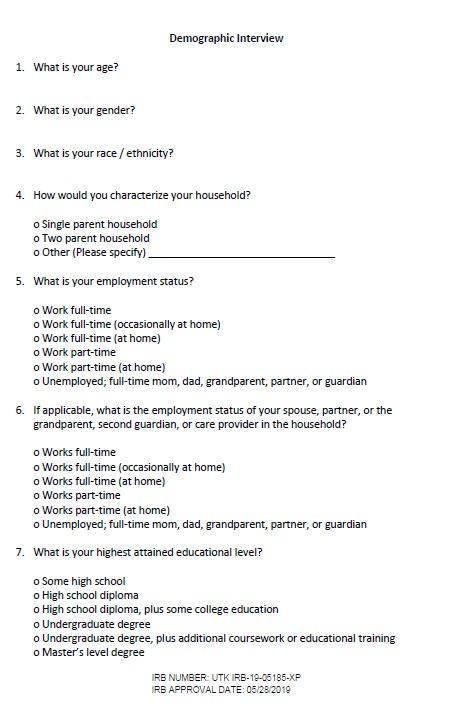 Demographic Interview
1. What is your age?
2. What is your gender?
3. What is your race / ethnicity?
4. How would you characterize your household?
o Single parent household
o Two parent household
o Other (Please specify) ______________________________
5. What is your employment status?
o Work full-time
o Work full-time (occasionally at home)
o Work full-time (at home)
o Work part-time
o Work part-time (at home)
o Unemployed; full-time mom, dad, grandparent, partner, or guardian
6. If applicable, what is the employment status of your spouse, partner, or the
grandparent, second guardian, or care provider in the household?
o Works full-time
o Works full-time (occasionally at home)
o Works full-time (at home)
o Works part-time
o Works part-time (at home)
o Unemployed; full-time mom, dad, grandparent, partner, or guardian
7. What is your highest attained educational level?
o Some high school
o High school diploma
o High school diploma, plus some college education
o Undergraduate degree
o Undergraduate degree, plus additional coursework or educational training
o Master's level degree
IRB NUMBER: UTK IRB-19-05185-XP
IRB APPROVAL DATE: 05/28/2019